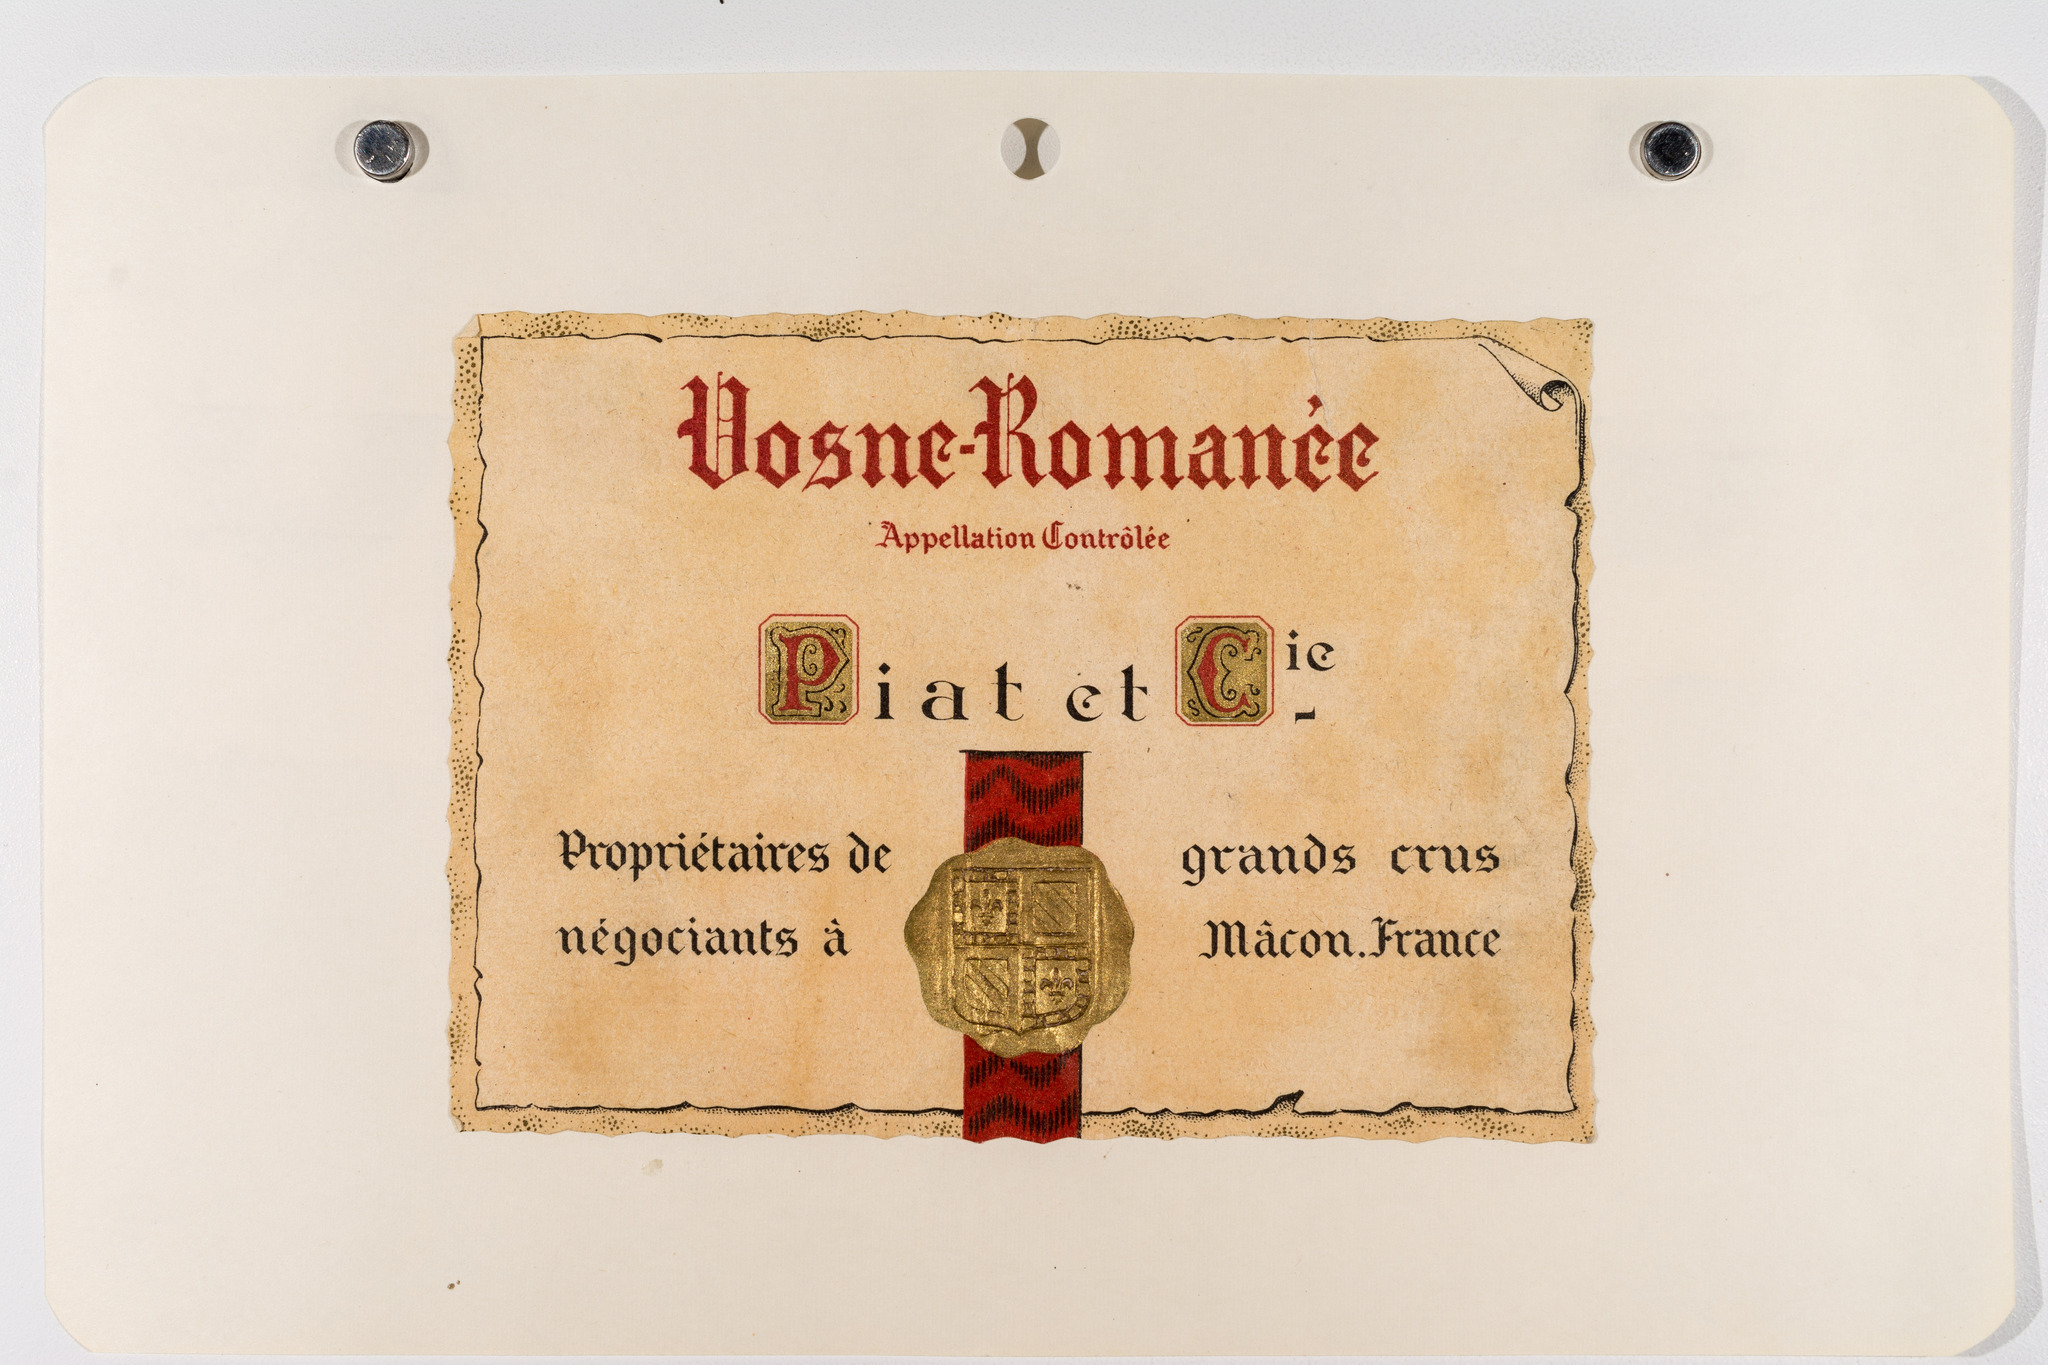 Vosne-Romanée
Appellation Contrôlée
Piat et Cie
Propriétaires de grands crus
négociants à Mâcon. France